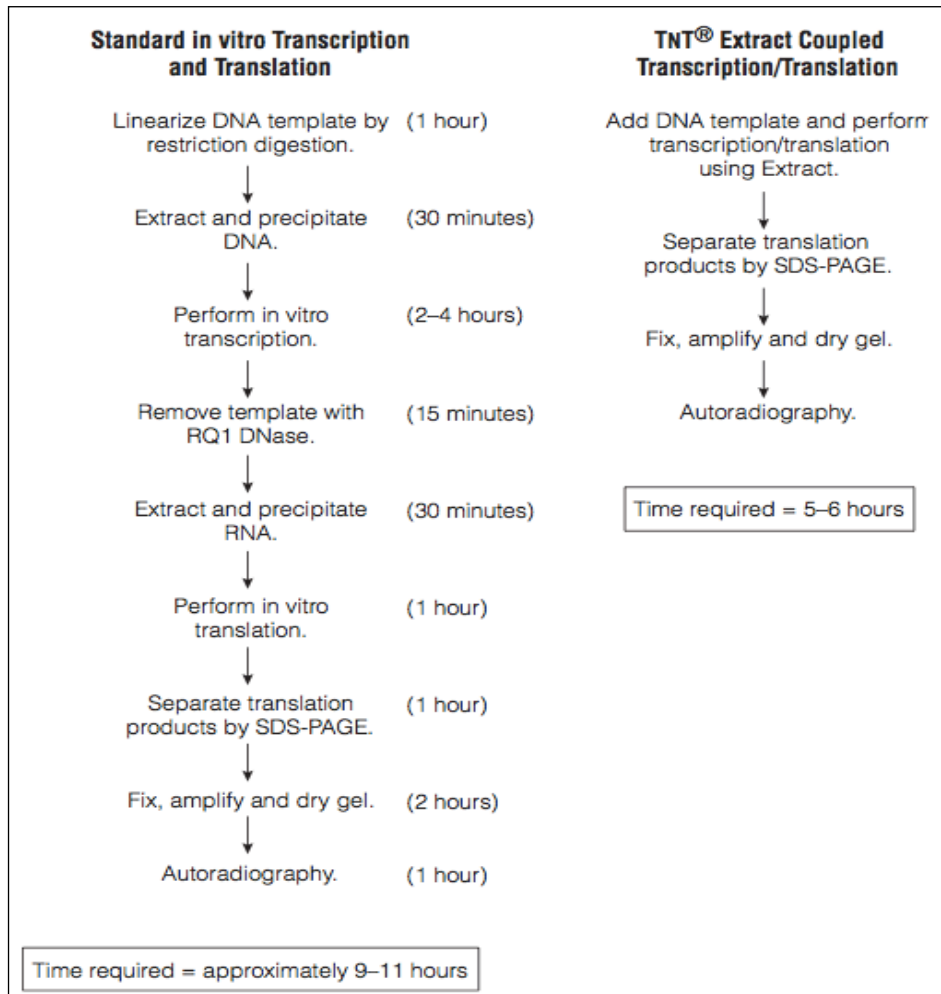 Standard in vitro Transcription
and Translation
Linearize DNA template by (1 hour)
restriction digestion.
Extract and precipitate (30 minutes)
DNA.
Perform in vitro (2–4 hours)
transcription.
Remove template with (15 minutes)
RQ1 DNase.
Extract and precipitate (30 minutes)
RNA.
Perform in vitro (1 hour)
translation.
Separate translation (1 hour)
products by SDS-PAGE.
Fix, amplify and dry gel. (2 hours)
Autoradiography. (1 hour)
Time required = approximately 9–11 hours
TNT® Extract Coupled
Transcription/Translation
Add DNA template and perform
transcription/translation
using Extract.
Separate translation
products by SDS-PAGE.
Fix, amplify and dry gel.
Autoradiography.
Time required = 5–6 hours